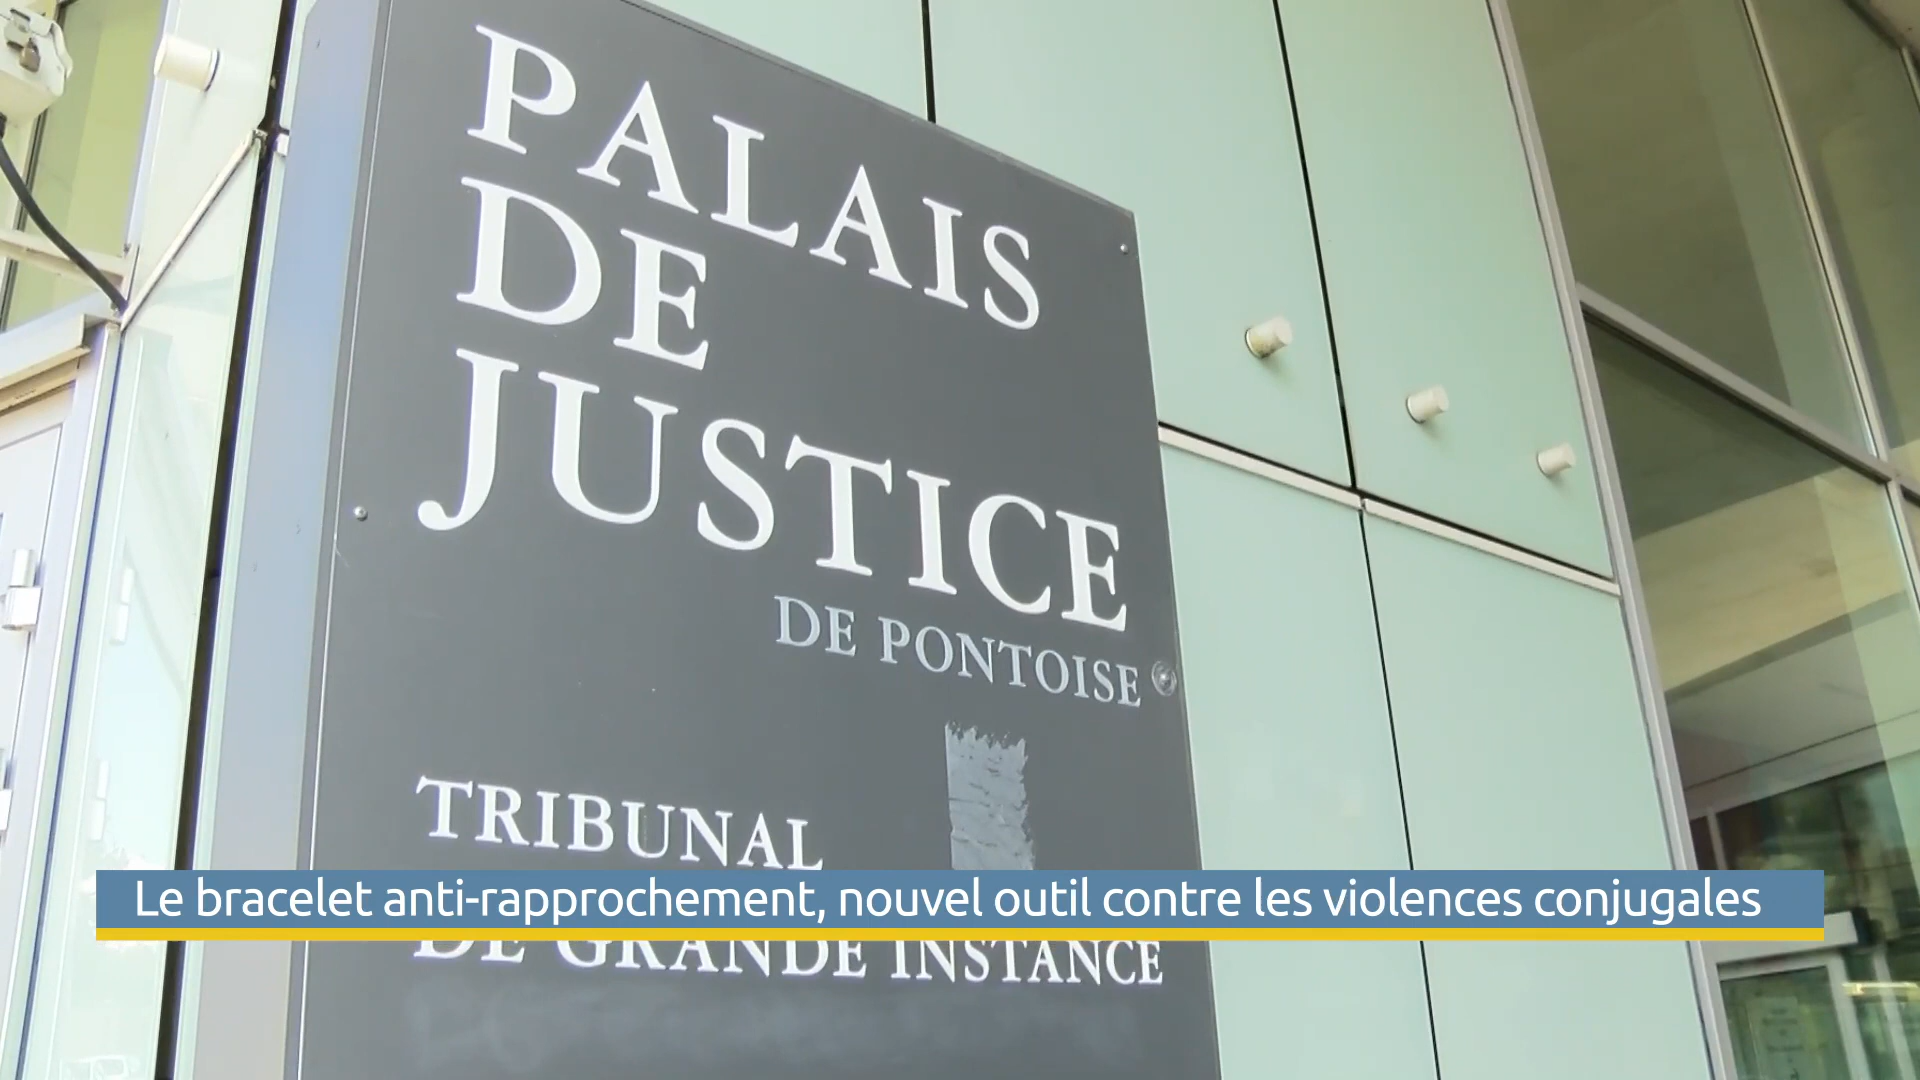 PALAIS
DE
JUSTICE
DE PONTOISE
TRIBUNAL
Le bracelet anti-rapprochement, nouvel outil contre les violences conjugales
DE GRANDE INSTANCE